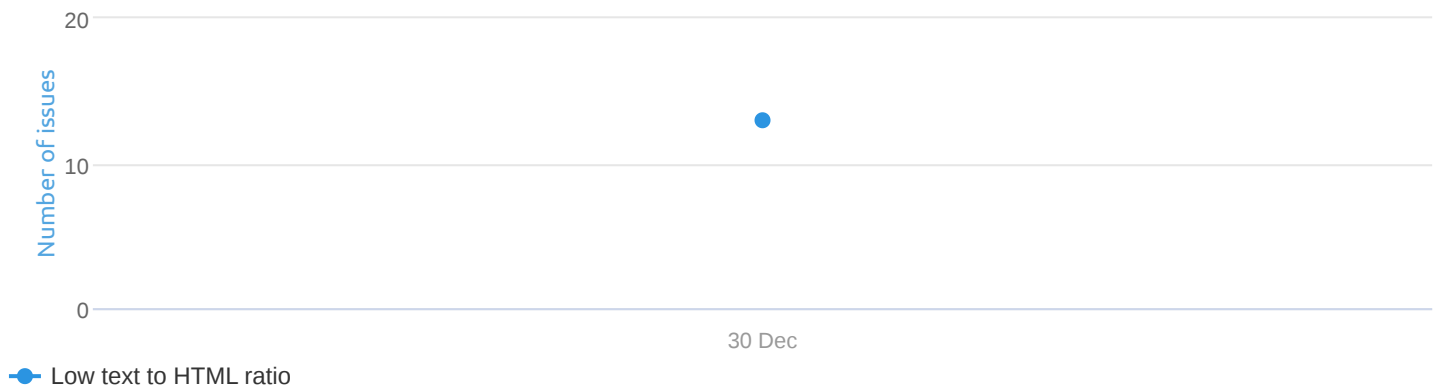 20
Number of issues
10
0
30 Dec
Low text to HTML ratio